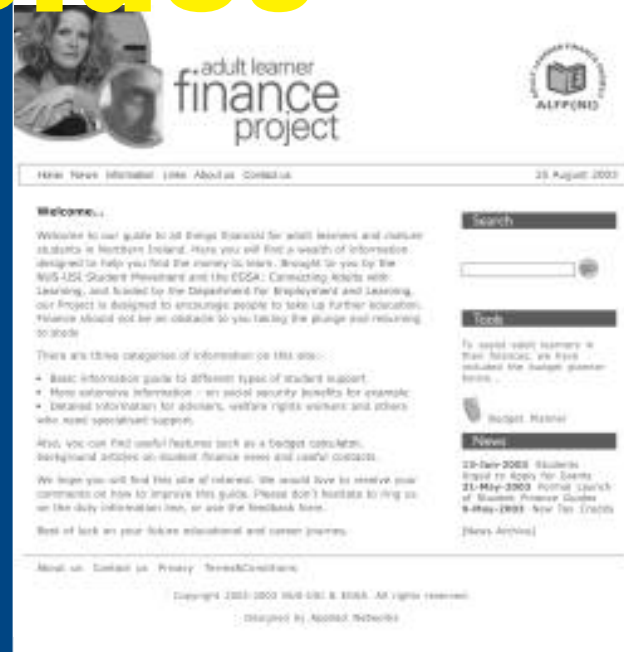 adult learner
finance
project
ALFP(NI)
Home News Information Links About us Contact us
25 August 2003
Welcome...
Welcome to our guide to all things financial for adult learners and mature
students in Northern Ireland. Here you will find a wealth of information
designed to help you find the money to learn. Brought to you by the
NUS-USI Student Movement and the EGSA: Connecting Adults with
Learning, and funded by the Department for Employment and Learning,
our Project is designed to encourage people to take up further education.
Finance should not be an obstacle to you taking the plunge and returning
to study.
There are three categories of information on this site:-
• Basic information guide to different types of student support
• More extensive information - on social security benefits for example
• Detailed information for advisers, welfare rights workers and others
who need specialised support.
Also, you can find useful features such as a budget calculator,
background articles on student finance news and useful contacts.
We hope you will find this site of interest. We would love to receive your
comments on how to improve this guide. Please don't hesitate to ring us
on the duty information line, or use the feedback form.
Best of luck on your future educational and career journey.
Search
Tools
To assist adult learners in
their finances, we have
included the budget planner
below...
Budget Planner
News
Students
Urged to Apply for Grants
21-May-2003 Formal Launch
of Student Finance Guides
6-May-2003 New Tax Credits
[News Archive]
About us Contact us Privacy Terms&Conditions
Copyright 2002-2003 NUS-USI & EGSA. All rights reserved.
Designed by Applied Networks